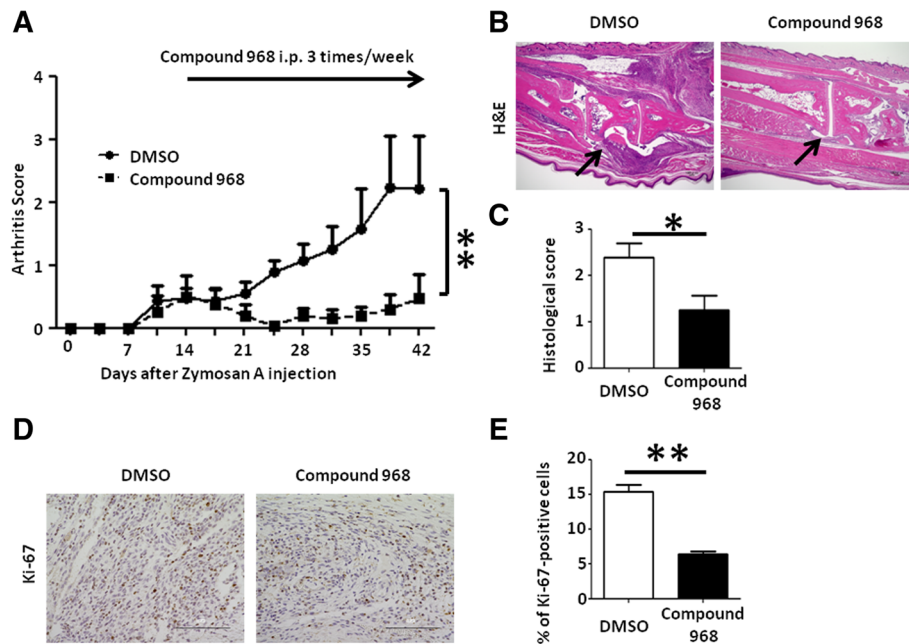 A
Compound 968 i.p. 3 times/week
4
3
2
1
0
Arthritis Score
DMSO
Compound 968
**
0 7 14 21 28 35 42
Days after Zymosan A injection
B
DMSO Compound 968
H&E
C
3
2
1
0
Histological score
*
DMSO Compound
968
D
DMSO Compound 968
Ki-67
E
20
15
10
5
0
% of Ki-67-positive cells
**
DMSO Compound
968